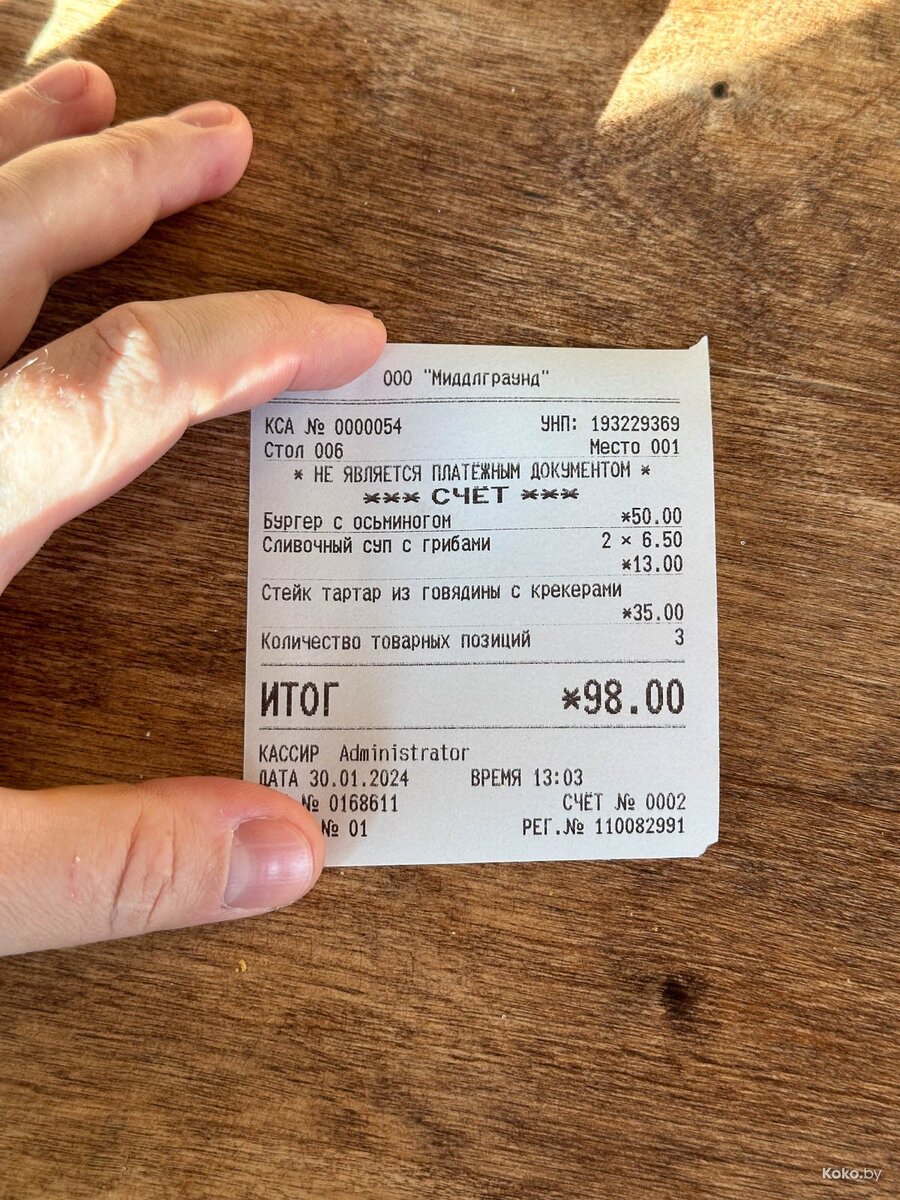 ООО "Миддлграунд"
КСА № 0000054 УНП: 193229369
Стол 006 Место 001
* НЕ ЯВЛЯЕТСЯ ПЛАТЁЖНЫМ ДОКУМЕНТОМ *
*** СЧЁТ ***
Бургер с осьминогом *50.00
Сливочный суп с грибами 2 × 6.50
*13.00
Стейк тартар из говядины с крекерами
*35.00
Количество товарных позиций 3
ИТОГ *98.00
КАССИР Administrator
ДАТА 30.01.2024 ВРЕМЯ 13:03
№ 0168611 СЧЁТ № 0002
№ 01 РЕГ.№ 110082991
Koko.by